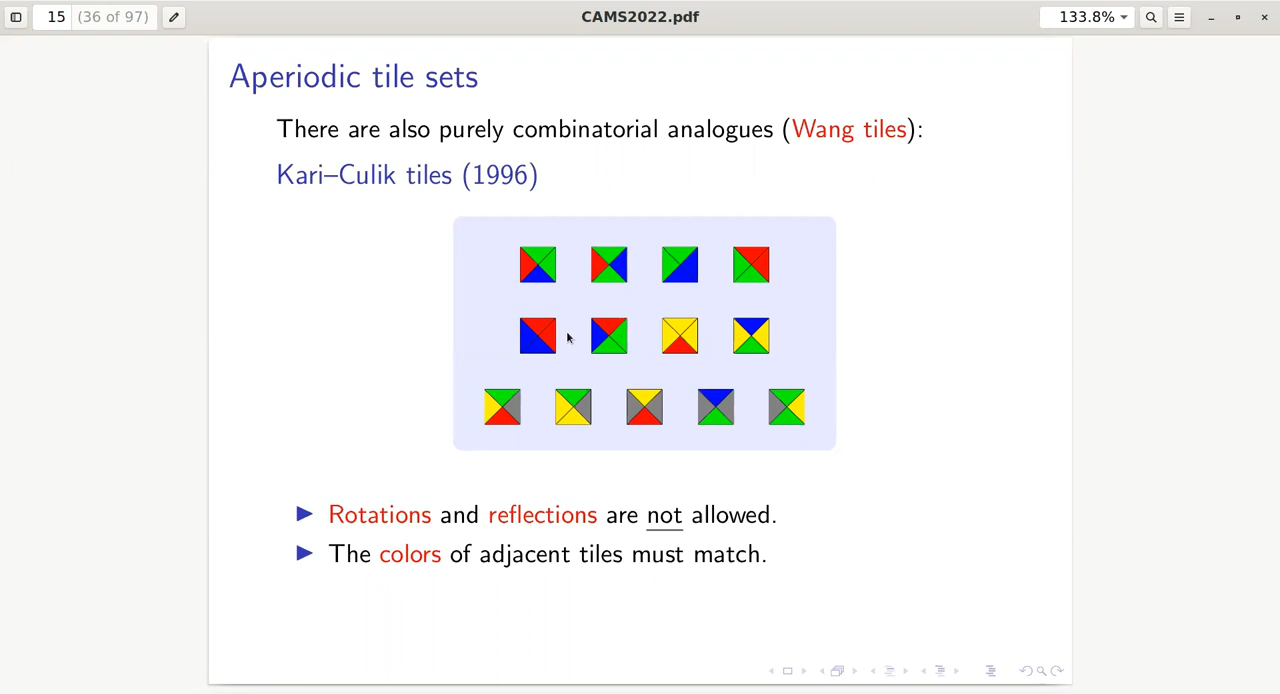 15 (36 of 97) CAMS2022.pdf 133.8%
Aperiodic tile sets
There are also purely combinatorial analogues (Wang tiles):
Kari–Culik tiles (1996)
Rotations and reflections are not allowed.
The colors of adjacent tiles must match.